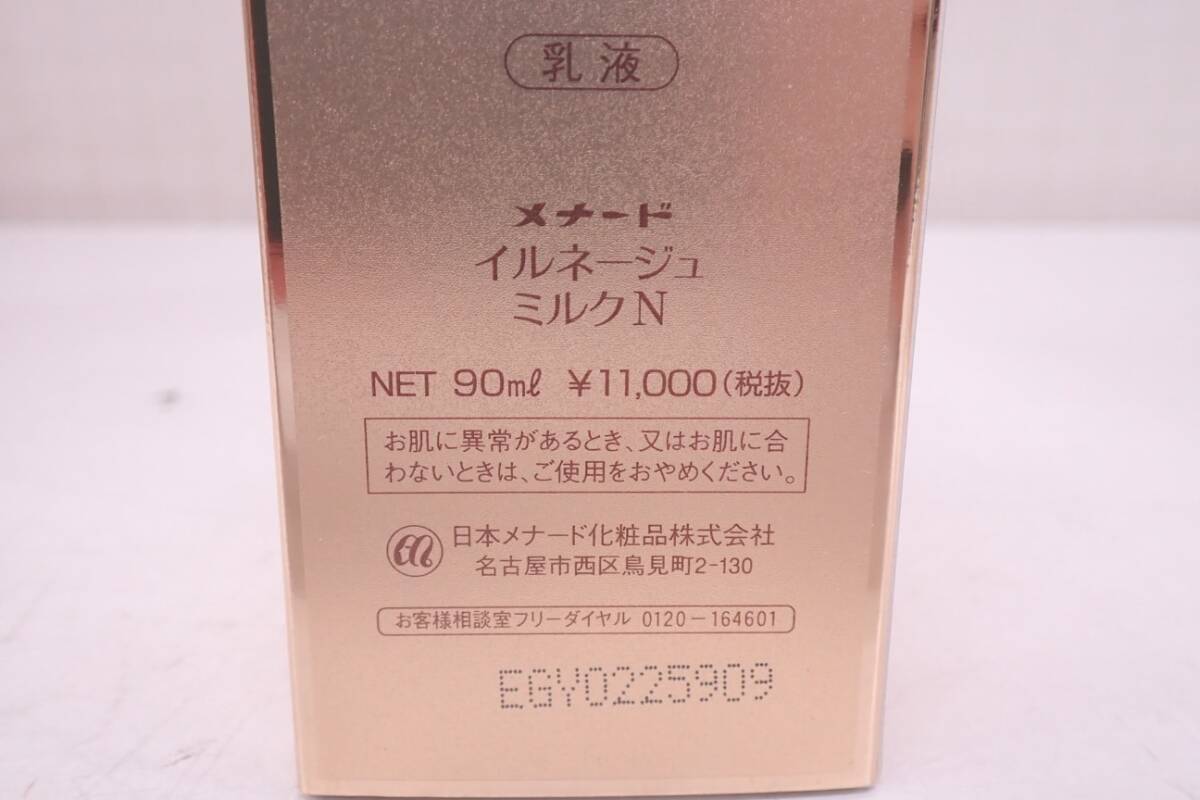 乳液
メナード
イルネージュ
ミルクN
NET 90ml ¥11,000(税抜)
お肌に異常があるとき、又はお肌に合
わないときは、ご使用をおやめください。
日本メナード化粧品株式会社
名古屋市西区鳥見町2-130
お客様相談室フリーダイヤル 0120-164601
EGY0225909